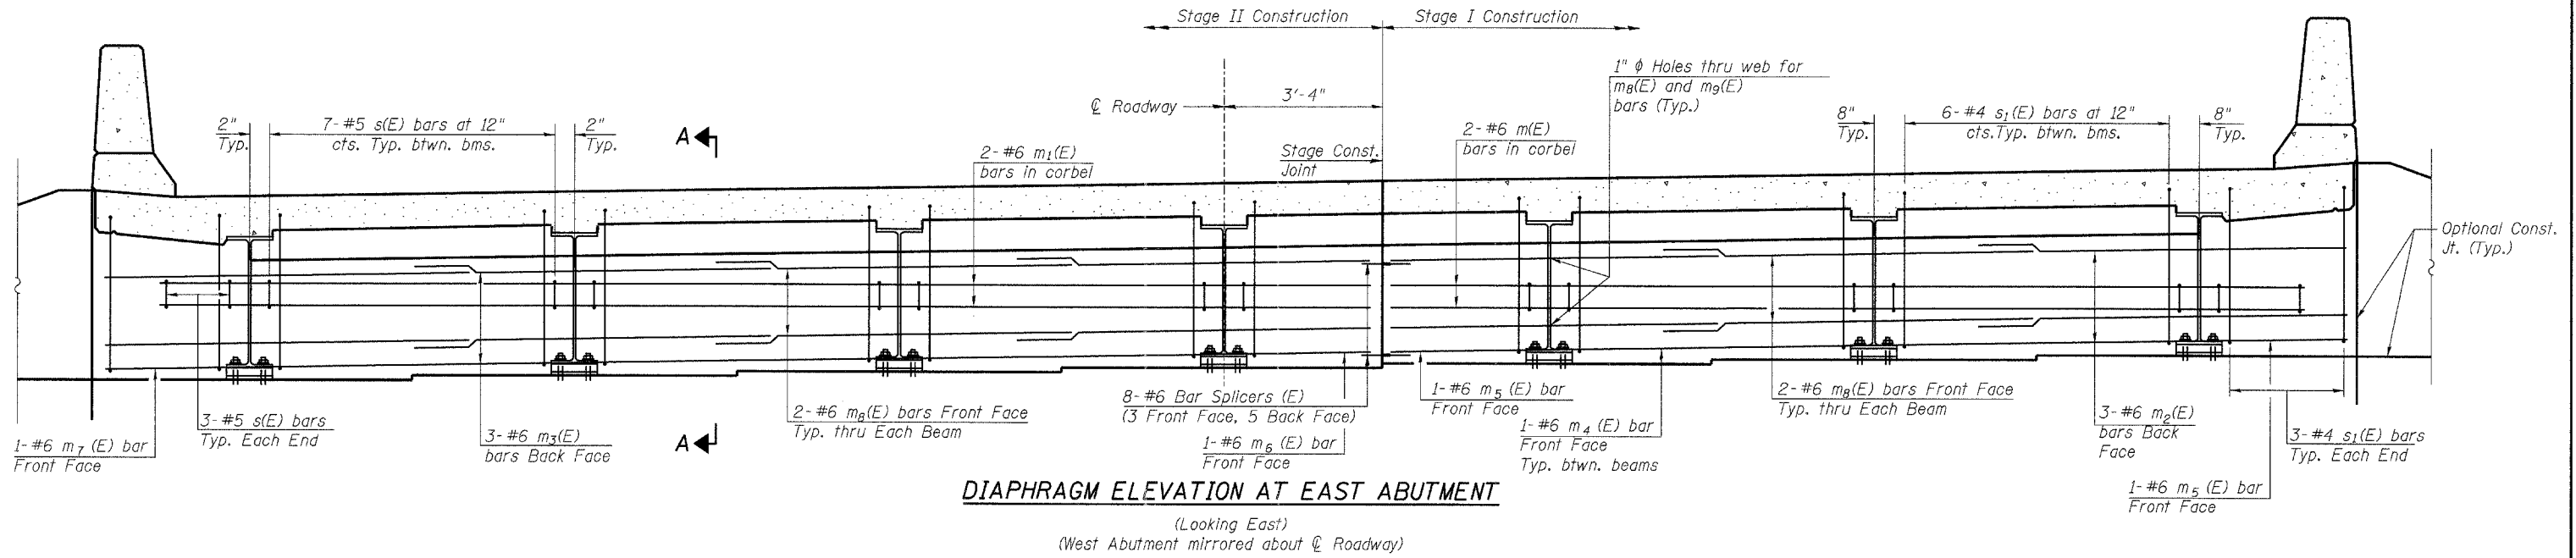 Stage II Construction
Stage I Construction
1" ϕ Holes thru web for
m8(E) and m9(E)
bars (Typ.)
℄ Roadway
3'-4"
2"
Typ.
7-#5 s(E) bars at 12"
cts. Typ. btwn. bms.
2"
Typ.
A
2-#6 m1(E)
bars in corbel
Stage Const.
Joint
2-#6 m(E)
bars in corbel
8"
Typ.
6-#4 s1(E) bars at 12"
cts. Typ. btwn. bms.
8"
Typ.
Optional Const.
Jt. (Typ.)
1-#6 m7 (E) bar
Front Face
3-#5 s(E) bars
Typ. Each End
3-#6 m3(E)
bars Back Face
A
2-#6 m8(E) bars Front Face
Typ. thru Each Beam
8-#6 Bar Splicers (E)
(3 Front Face, 5 Back Face)
1-#6 m6 (E) bar
Front Face
1-#6 m5 (E) bar
Front Face
1-#6 m4 (E) bar
Front Face
Typ. btwn. beams
2-#6 m8(E) bars Front Face
Typ. thru Each Beam
3-#6 m2(E)
bars Back
Face
3-#4 s1(E) bars
Typ. Each End
1-#6 m5 (E) bar
Front Face
DIAPHRAGM ELEVATION AT EAST ABUTMENT
(Looking East)
(West Abutment mirrored about ℄ Roadway)